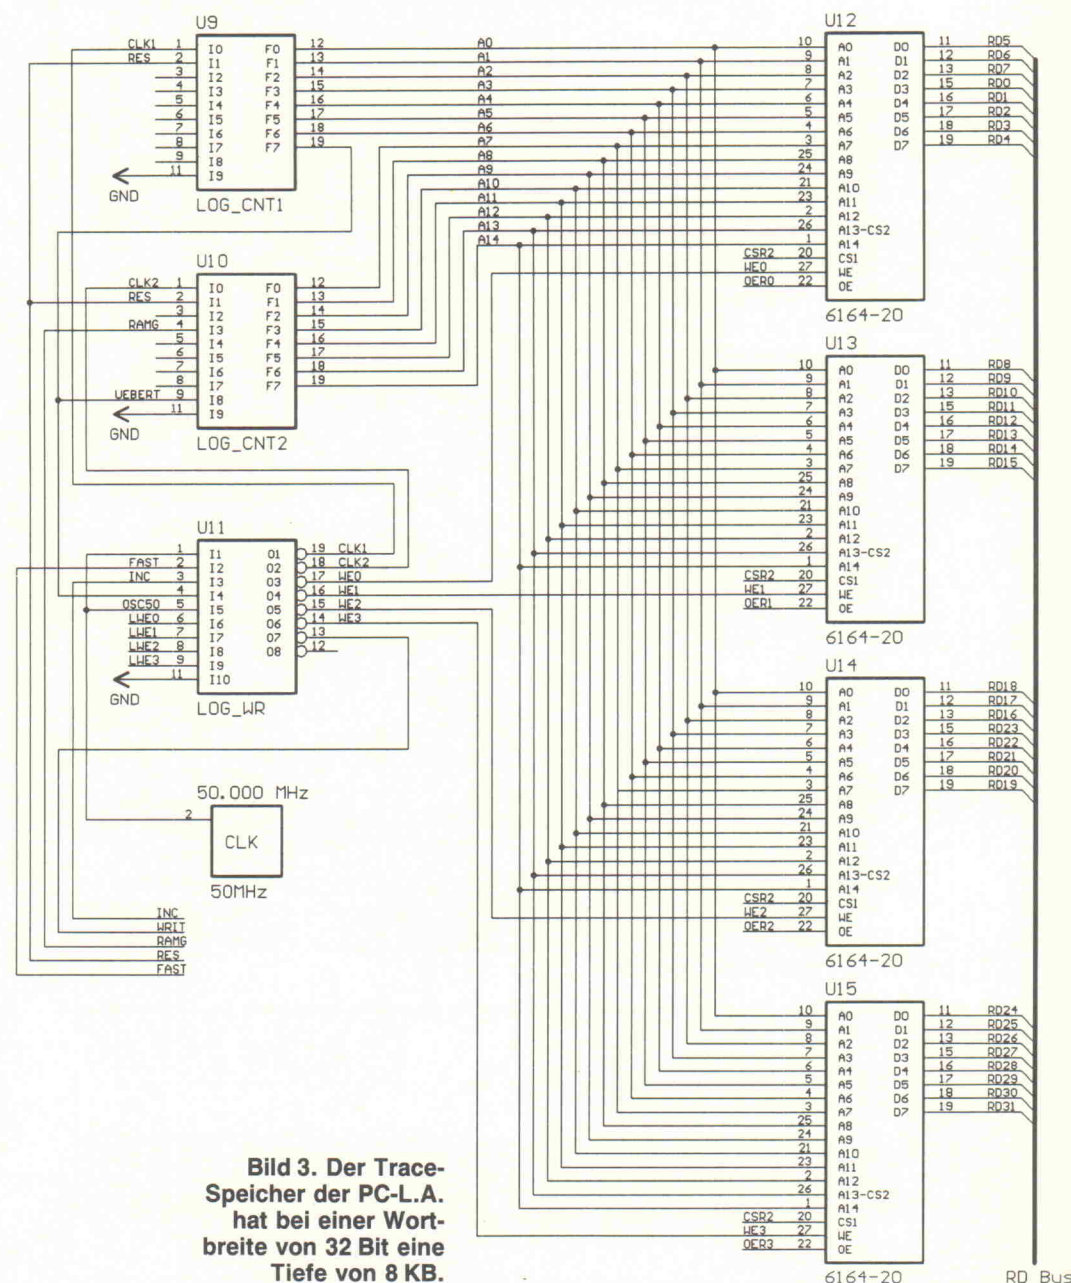 U9
CLK1 1 I0 F0 12 A0
RES 2 I1 F1 13 A1
3 I2 F2 14 A2
4 I3 F3 15 A3
5 I4 F4 16 A4
6 I5 F5 17 A5
7 I6 F6 18 A6
8 I7 F7 19 A7
9 I8 A8
11 I9 A9
GND
LOG_CNT1
A10
A11
A12
A13
A14
U10
CLK2 1 I0 F0 12
RES 2 I1 F1 13
3 I2 F2 14
RAMG 4 I3 F3 15
5 I4 F4 16
6 I5 F5 17
7 I6 F6 18
8 I7 F7 19
UEBERT 9 I8
11 I9
GND
LOG_CNT2
U11
1 I1 O1 19 CLK1
FAST 2 I2 O2 18 CLK2
INC 3 I3 O3 17 WE0
4 I4 O4 16 WE1
OSC50 5 I5 O5 15 WE2
LWE0 6 I6 O6 14 WE3
LWE1 7 I7 O7 13
LWE2 8 I8 O8 12
LWE3 9 I9
11 I10
GND
LOG_WR
50.000 MHz
2 CLK
50MHz
INC
WRIT
RAMG
RES
FAST
U12
10 A0 D0 11 RD5
9 A1 D1 12 RD6
8 A2 D2 13 RD7
7 A3 D3 15 RD0
6 A4 D4 16 RD1
5 A5 D5 17 RD2
4 A6 D6 18 RD3
3 A7 D7 19 RD4
25 A8
24 A9
21 A10
23 A11
2 A12
26 A13-CS2
1 A14
CSR2 20 CS1
WE0 27 WE
OER0 22 OE
6164-20
U13
10 A0 D0 11 RD8
9 A1 D1 12 RD9
8 A2 D2 13 RD10
7 A3 D3 15 RD11
6 A4 D4 16 RD12
5 A5 D5 17 RD13
4 A6 D6 18 RD14
3 A7 D7 19 RD15
25 A8
24 A9
21 A10
23 A11
2 A12
26 A13-CS2
1 A14
CSR2 20 CS1
WE1 27 WE
OER1 22 OE
6164-20
U14
10 A0 D0 11 RD18
9 A1 D1 12 RD17
8 A2 D2 13 RD16
7 A3 D3 15 RD23
6 A4 D4 16 RD22
5 A5 D5 17 RD21
4 A6 D6 18 RD20
3 A7 D7 19 RD19
25 A8
24 A9
21 A10
23 A11
2 A12
26 A13-CS2
1 A14
CSR2 20 CS1
WE2 27 WE
OER2 22 OE
6164-20
U15
10 A0 D0 11 RD24
9 A1 D1 12 RD25
8 A2 D2 13 RD26
7 A3 D3 15 RD27
6 A4 D4 16 RD28
5 A5 D5 17 RD29
4 A6 D6 18 RD30
3 A7 D7 19 RD31
25 A8
24 A9
21 A10
23 A11
2 A12
26 A13-CS2
1 A14
CSR2 20 CS1
WE3 27 WE
OER3 22 OE
6164-20
RD Bus
Bild 3. Der Trace-
Speicher der PC-L.A.
hat bei einer Wort-
breite von 32 Bit eine
Tiefe von 8 KB.